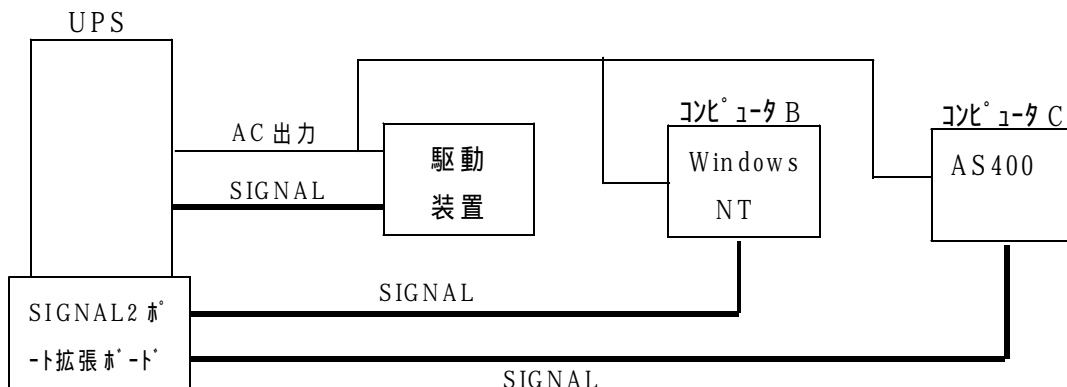 UPS
AC出力
SIGNAL
駆動
装置
コンピュータB
Windows
NT
コンピュータC
AS400
SIGNAL2ポ
ート拡張ボード
SIGNAL
SIGNAL